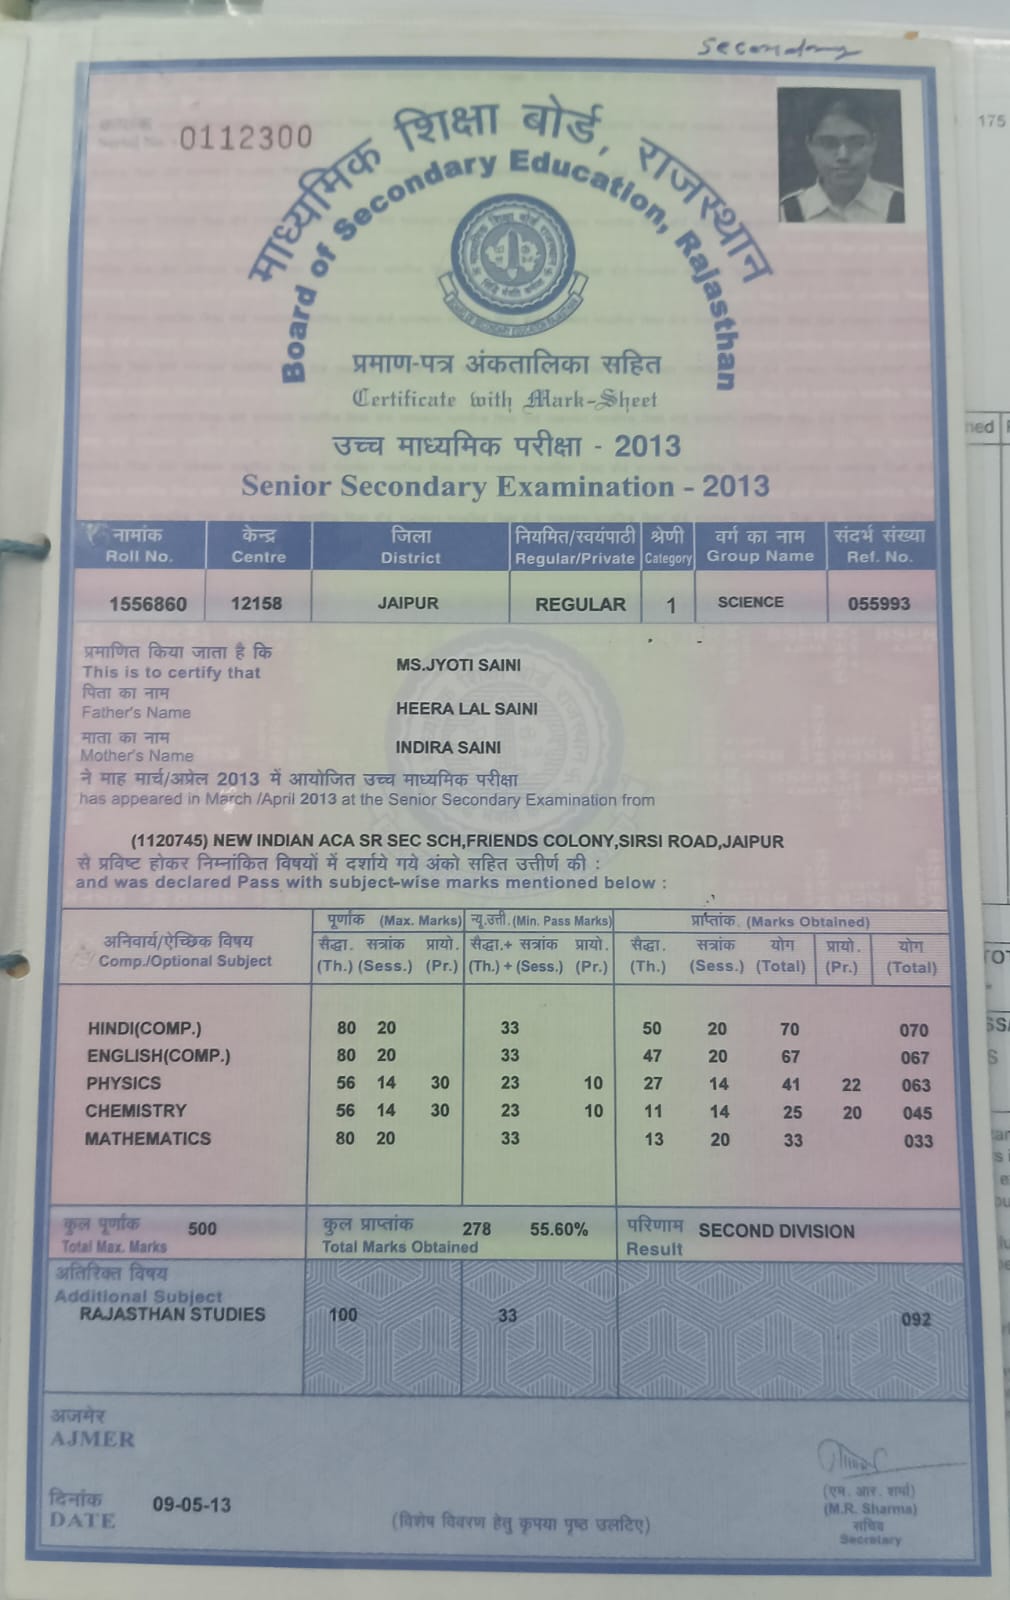 Secondary
0112300
माध्यमिक शिक्षा बोर्ड, राजस्थान
Board of Secondary Education, Rajasthan
प्रमाण-पत्र अंकतालिका सहित
Certificate with Mark-Sheet
उच्च माध्यमिक परीक्षा - 2013
Senior Secondary Examination - 2013
नामांक केन्द्र जिला नियमित/स्वयंपाठी श्रेणी वर्ग का नाम संदर्भ संख्या
Roll No. Centre District Regular/Private Category Group Name Ref. No.
1556860 12158 JAIPUR REGULAR 1 SCIENCE 055993
प्रमाणित किया जाता है कि
This is to certify that MS.JYOTI SAINI
पिता का नाम
Father's Name HEERA LAL SAINI
माता का नाम
Mother's Name INDIRA SAINI
ने माह मार्च/अप्रेल 2013 में आयोजित उच्च माध्यमिक परीक्षा
has appeared in March /April 2013 at the Senior Secondary Examination from
(1120745) NEW INDIAN ACA SR SEC SCH,FRIENDS COLONY,SIRSI ROAD,JAIPUR
से प्रविष्ट होकर निम्नांकित विषयों में दर्शाये गये अंको सहित उत्तीर्ण की :
and was declared Pass with subject-wise marks mentioned below :
पूर्णांक (Max. Marks) न्यू.उत्ती. (Min. Pass Marks) प्राप्तांक. (Marks Obtained)
अनिवार्य/ऐच्छिक विषय सैद्धा. सत्रांक प्रायो. सैद्धा.+ सत्रांक प्रायो. सैद्धा. सत्रांक योग प्रायो. योग
Comp./Optional Subject (Th.) (Sess.) (Pr.) (Th.) + (Sess.) (Pr.) (Th.) (Sess.) (Total) (Pr.) (Total)
HINDI(COMP.) 80 20 33 50 20 70 070
ENGLISH(COMP.) 80 20 33 47 20 67 067
PHYSICS 56 14 30 23 10 27 14 41 22 063
CHEMISTRY 56 14 30 23 10 11 14 25 20 045
MATHEMATICS 80 20 33 13 20 33 033
कुल पूर्णांक 500 कुल प्राप्तांक 278 55.60% परिणाम SECOND DIVISION
Total Max. Marks Total Marks Obtained Result
अतिरिक्त विषय
Additional Subject
RAJASTHAN STUDIES 100 33 092
अजमेर
AJMER
दिनांक 09-05-13
DATE
(विशेष विवरण हेतु कृपया पृष्ठ उलटिए)
(एम. आर. शर्मा)
(M.R. Sharma)
सचिव
Secretary
175